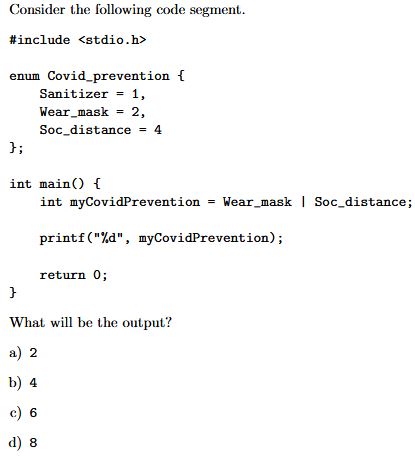 Consider the following code segment.
#include <stdio.h>
enum Covid_prevention {
    Sanitizer = 1,
    Wear_mask = 2,
    Soc_distance = 4
};
int main() {
    int myCovidPrevention = Wear_mask | Soc_distance;
    printf("%d", myCovidPrevention);
    return 0;
}
What will be the output?
a) 2
b) 4
c) 6
d) 8